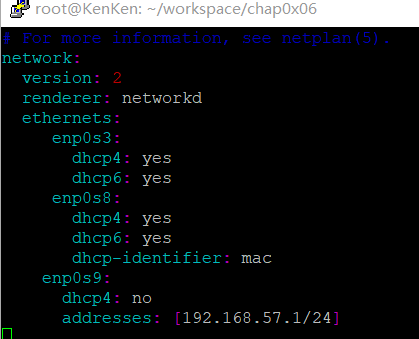 root@KenKen: ~/workspace/chap0x06
# For more information, see netplan(5).
network:
  version: 2
  renderer: networkd
  ethernets:
     enp0s3:
       dhcp4: yes
       dhcp6: yes
     enp0s8:
       dhcp4: yes
       dhcp6: yes
       dhcp-identifier: mac
    enp0s9:
      dhcp4: no
      addresses: [192.168.57.1/24]